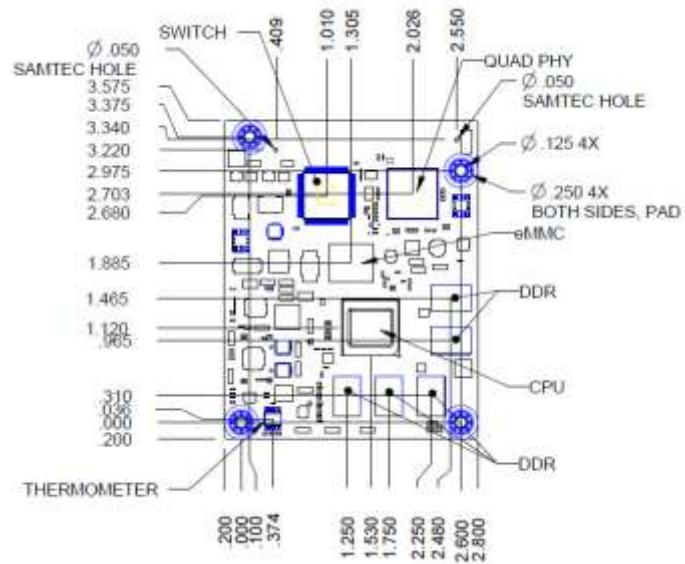 SWITCH
.409
1.010
1.305
2.026
2.550
QUAD PHY
Ø .050
SAMTEC HOLE
Ø .050
SAMTEC HOLE
3.575
3.375
3.340
3.220
2.975
2.703
2.680
Ø .125 4X
Ø .250 4X
BOTH SIDES, PAD
eMMC
1.885
1.465
1.120
.965
DDR
.310
.036
.000
.200
CPU
DDR
THERMOMETER
.200
.000
.100
.374
1.250
1.530
1.750
2.250
2.480
2.600
2.800